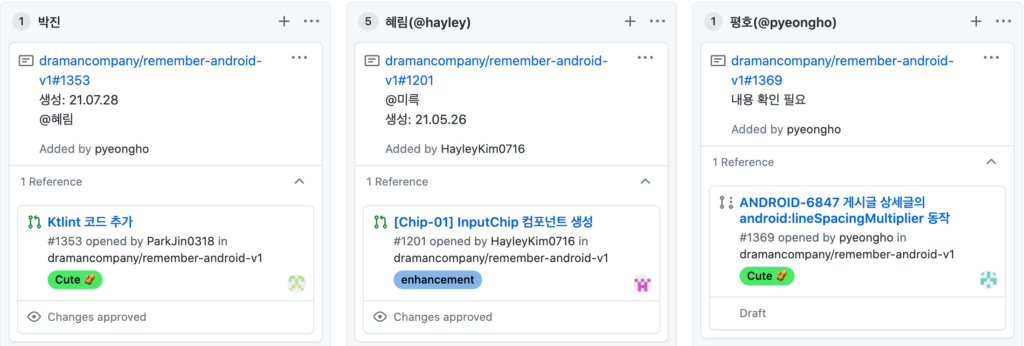 1 박진
dramancompany/remember-android-
v1#1353
생성: 21.07.28
@혜림
Added by pyeongho
1 Reference
Ktlint 코드 추가
#1353 opened by ParkJin0318 in
dramancompany/remember-android-v1
Cute 🥔
Changes approved
5 혜림(@hayley)
dramancompany/remember-android-
v1#1201
@미륵
생성: 21.05.26
Added by HayleyKim0716
1 Reference
[Chip-01] InputChip 컴포넌트 생성
#1201 opened by HayleyKim0716 in
dramancompany/remember-android-v1
enhancement
Changes approved
1 평호(@pyeongho)
dramancompany/remember-android-
v1#1369
내용 확인 필요
Added by pyeongho
1 Reference
ANDROID-6847 게시글 상세글의
android:lineSpacingMultiplier 동작
#1369 opened by pyeongho in
dramancompany/remember-android-v1
Cute 🥔
Draft